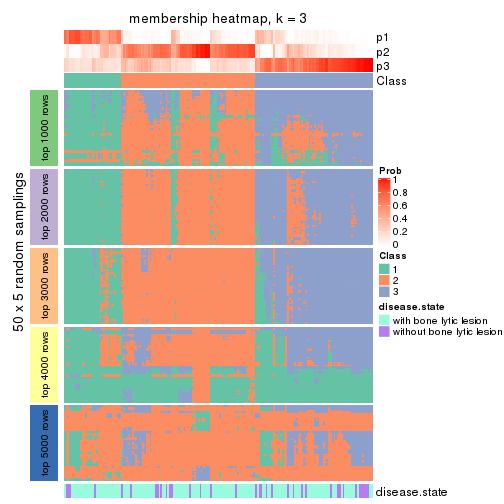 membership heatmap, k = 3
p1
p2
p3
Class
50 x 5 random samplings
top 1000 rows
top 2000 rows
top 3000 rows
top 4000 rows
top 5000 rows
Prob
1
0.8
0.6
0.4
0.2
0
Class
1
2
3
disease.state
with bone lytic lesion
without bone lytic lesion
disease.state